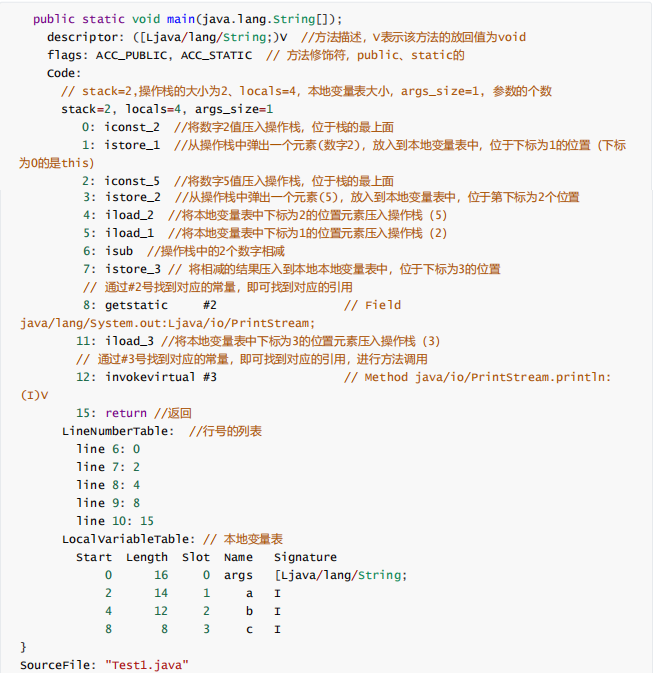 public static void main(java.lang.String[]);
descriptor: ([Ljava/lang/String;)V //方法描述，V表示该方法的放回值为void
flags: ACC_PUBLIC, ACC_STATIC // 方法修饰符，public、static的
Code:
// stack=2,操作栈的大小为2、locals=4，本地变量表大小，args_size=1, 参数的个数
stack=2, locals=4, args_size=1
0: iconst_2 //将数字2值压入操作栈，位于栈的最上面
1: istore_1 //从操作栈中弹出一个元素(数字2)，放入到本地变量表中，位于下标为1的位置（下标
为0的是this)
2: iconst_5 //将数字5值压入操作栈，位于栈的最上面
3: istore_2 //从操作栈中弹出一个元素(5)，放入到本地变量表中，位于第下标为2个位置
4: iload_2 //将本地变量表中下标为2的位置元素压入操作栈（5）
5: iload_1 //将本地变量表中下标为1的位置元素压入操作栈（2）
6: isub //操作栈中的2个数字相减
7: istore_3 // 将相减的结果压入到本地本地变量表中，位于下标为3的位置
// 通过#2号找到对应的常量，即可找到对应的引用
8: getstatic #2 // Field
java/lang/System.out:Ljava/io/PrintStream;
11: iload_3 //将本地变量表中下标为3的位置元素压入操作栈（3）
// 通过#3号找到对应的常量，即可找到对应的引用，进行方法调用
12: invokevirtual #3 // Method java/io/PrintStream.println:
(I)V
15: return //返回
LineNumberTable: //行号的列表
line 6: 0
line 7: 2
line 8: 4
line 9: 8
line 10: 15
LocalVariableTable: // 本地变量表
Start Length Slot Name Signature
0 16 0 args [Ljava/lang/String;
2 14 1 a I
4 12 2 b I
8 8 3 c I
}
SourceFile: "Test1.java"